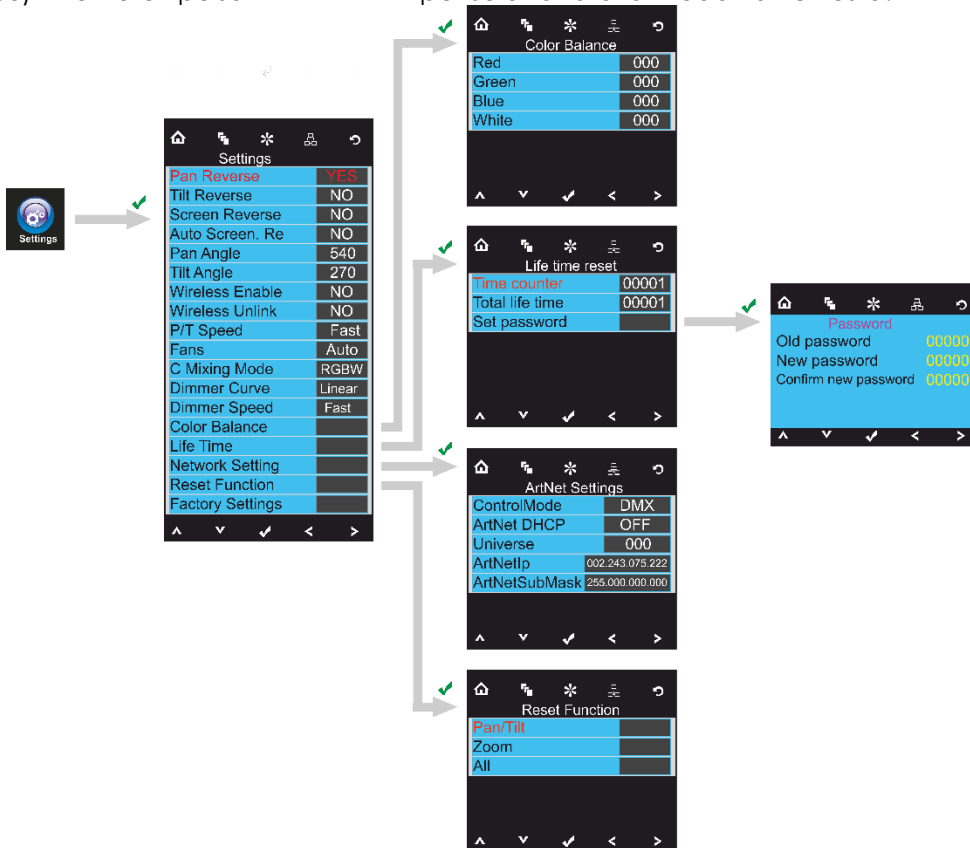 Settings
Settings
Pan Reverse YES
Tilt Reverse NO
Screen Reverse NO
Auto Screen. Re NO
Pan Angle 540
Tilt Angle 270
Wireless Enable NO
Wireless Unlink NO
P/T Speed Fast
Fans Auto
C Mixing Mode RGBW
Dimmer Curve Linear
Dimmer Speed Fast
Color Balance
Life Time
Network Setting
Reset Function
Factory Settings
Color Balance
Red 000
Green 000
Blue 000
White 000
Life time reset
Time counter 00001
Total life time 00001
Set password
Password
Old password 00000
New password 00000
Confirm new password 00000
ArtNet Settings
ControlMode DMX
ArtNet DHCP OFF
Universe 000
ArtNetIp 002.243.075.222
ArtNetSubMask 255.000.000.000
Reset Function
Pan/Tilt
Zoom
All